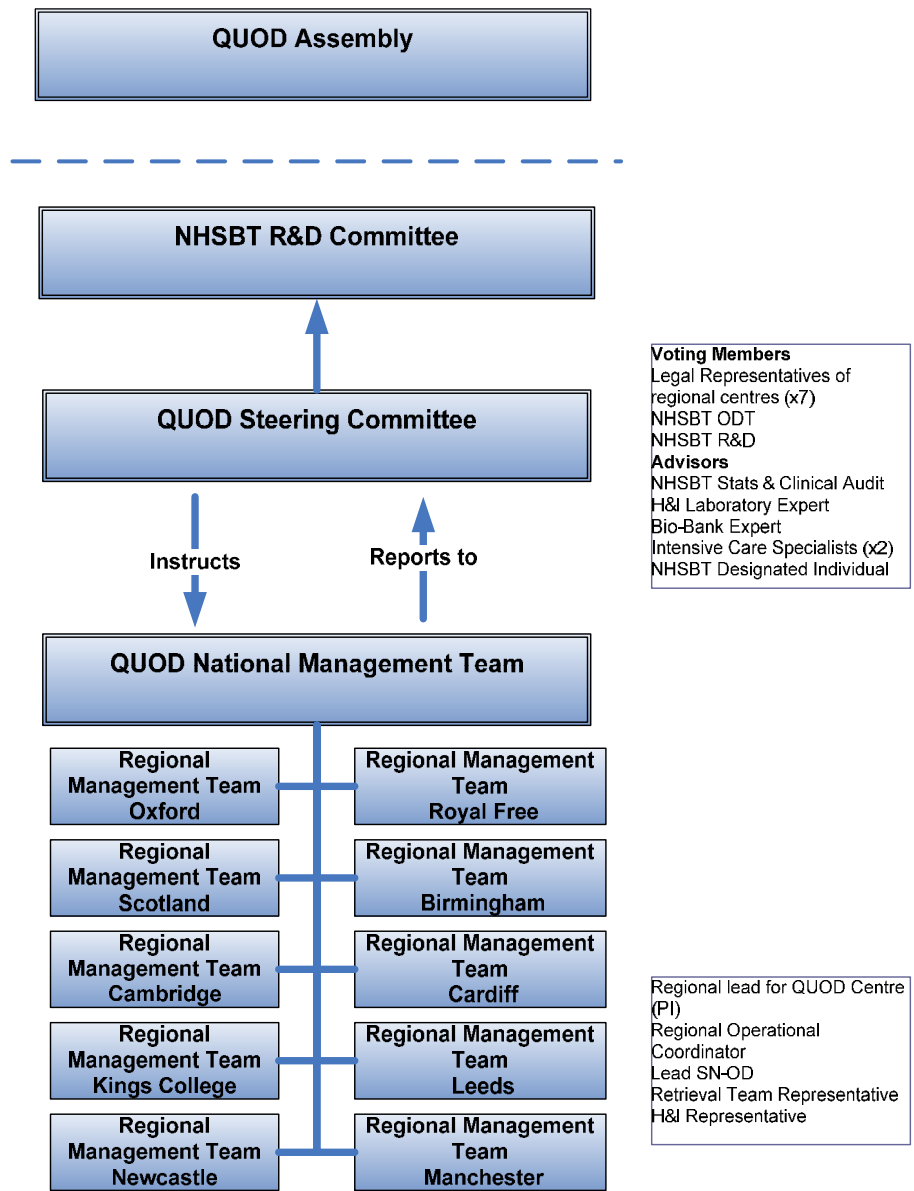 QUOD Assembly
NHSBT R&D Committee
QUOD Steering Committee
Voting Members
Legal Representatives of
regional centres (x7)
NHSBT ODT
NHSBT R&D
Advisors
NHSBT Stats & Clinical Audit
H&I Laboratory Expert
Bio-Bank Expert
Intensive Care Specialists (x2)
NHSBT Designated Individual
Instructs
Reports to
QUOD National Management Team
Regional
Management Team
Oxford
Regional Management
Team
Royal Free
Regional
Management Team
Scotland
Regional Management
Team
Birmingham
Regional
Management Team
Cambridge
Regional Management
Team
Cardiff
Regional
Management Team
Kings College
Regional Management
Team
Leeds
Regional
Management Team
Newcastle
Regional Management
Team
Manchester
Regional lead for QUOD Centre
(PI)
Regional Operational
Coordinator
Lead SN-OD
Retrieval Team Representative
H&I Representative